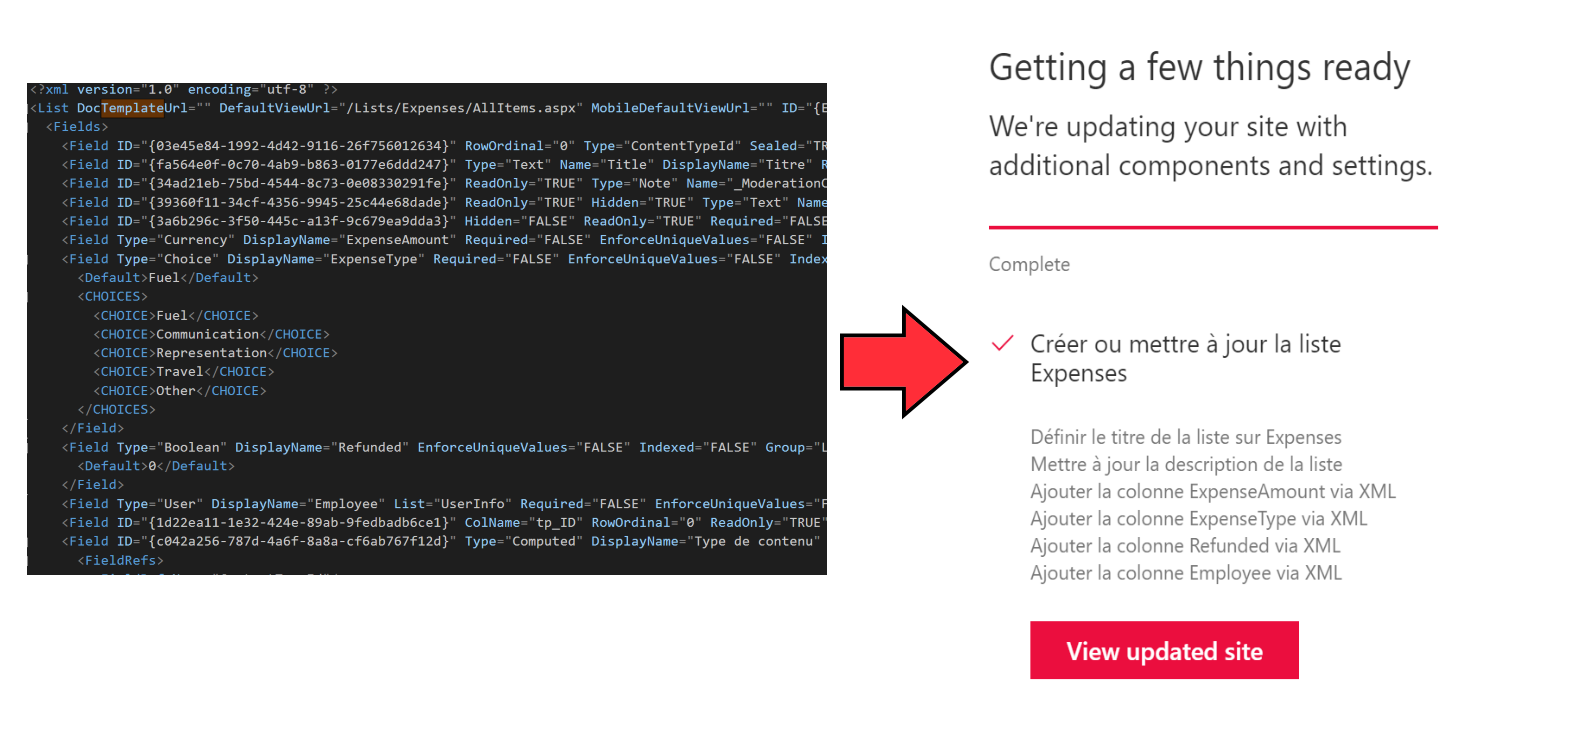 <?xml version="1.0" encoding="utf-8" ?>
<List DocTemplateUrl="" DefaultViewUrl="/Lists/Expenses/AllItems.aspx" MobileDefaultViewUrl="" ID="{
<Fields>
<Field ID="{03e45e84-1992-4d42-9116-26f756012634}" RowOrdinal="0" Type="ContentTypeId" Sealed="TR
<Field ID="{fa564e0f-0c70-4ab9-b863-0177e6ddd247}" Type="Text" Name="Title" DisplayName="Titre" R
<Field ID="{34ad21eb-75bd-4544-8c73-0e08330291fe}" ReadOnly="TRUE" Type="Note" Name="_ModerationC
<Field ID="{39360f11-34cf-4356-9945-25c44e68dade}" ReadOnly="TRUE" Hidden="TRUE" Type="Text" Name
<Field ID="{3a6b296c-3f50-445c-a13f-9c679ea9dda3}" Hidden="FALSE" ReadOnly="TRUE" Required="FALSE
<Field Type="Currency" DisplayName="ExpenseAmount" Required="FALSE" EnforceUniqueValues="FALSE" I
<Field Type="Choice" DisplayName="ExpenseType" Required="FALSE" EnforceUniqueValues="FALSE" Index
<Default>Fuel</Default>
<CHOICES>
<CHOICE>Fuel</CHOICE>
<CHOICE>Communication</CHOICE>
<CHOICE>Representation</CHOICE>
<CHOICE>Travel</CHOICE>
<CHOICE>Other</CHOICE>
</CHOICES>
</Field>
<Field Type="Boolean" DisplayName="Refunded" EnforceUniqueValues="FALSE" Indexed="FALSE" Group="L
<Default>0</Default>
</Field>
<Field Type="User" DisplayName="Employee" List="UserInfo" Required="FALSE" EnforceUniqueValues="F
<Field ID="{1d22ea11-1e32-424e-89ab-9fedbadb6ce1}" ColName="tp_ID" RowOrdinal="0" ReadOnly="TRUE"
<Field ID="{c042a256-787d-4a6f-8a8a-cf6ab767f12d}" Type="Computed" DisplayName="Type de contenu"
<FieldRefs>
Getting a few things ready
We're updating your site with
additional components and settings.
Complete
Créer ou mettre à jour la liste
Expenses
Définir le titre de la liste sur Expenses
Mettre à jour la description de la liste
Ajouter la colonne ExpenseAmount via XML
Ajouter la colonne ExpenseType via XML
Ajouter la colonne Refunded via XML
Ajouter la colonne Employee via XML
View updated site